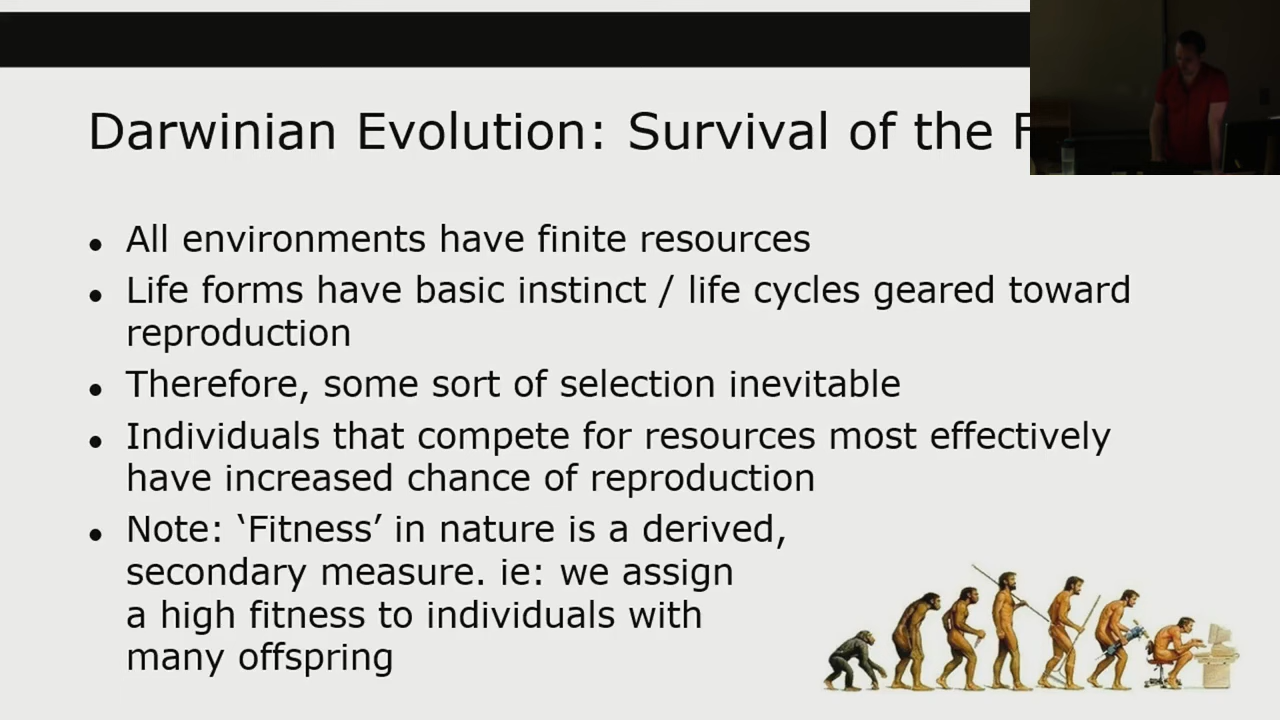 Darwinian Evolution: Survival of the
All environments have finite resources
Life forms have basic instinct / life cycles geared toward
reproduction
Therefore, some sort of selection inevitable
Individuals that compete for resources most effectively
have increased chance of reproduction
Note: ‘Fitness’ in nature is a derived,
secondary measure. ie: we assign
a high fitness to individuals with
many offspring